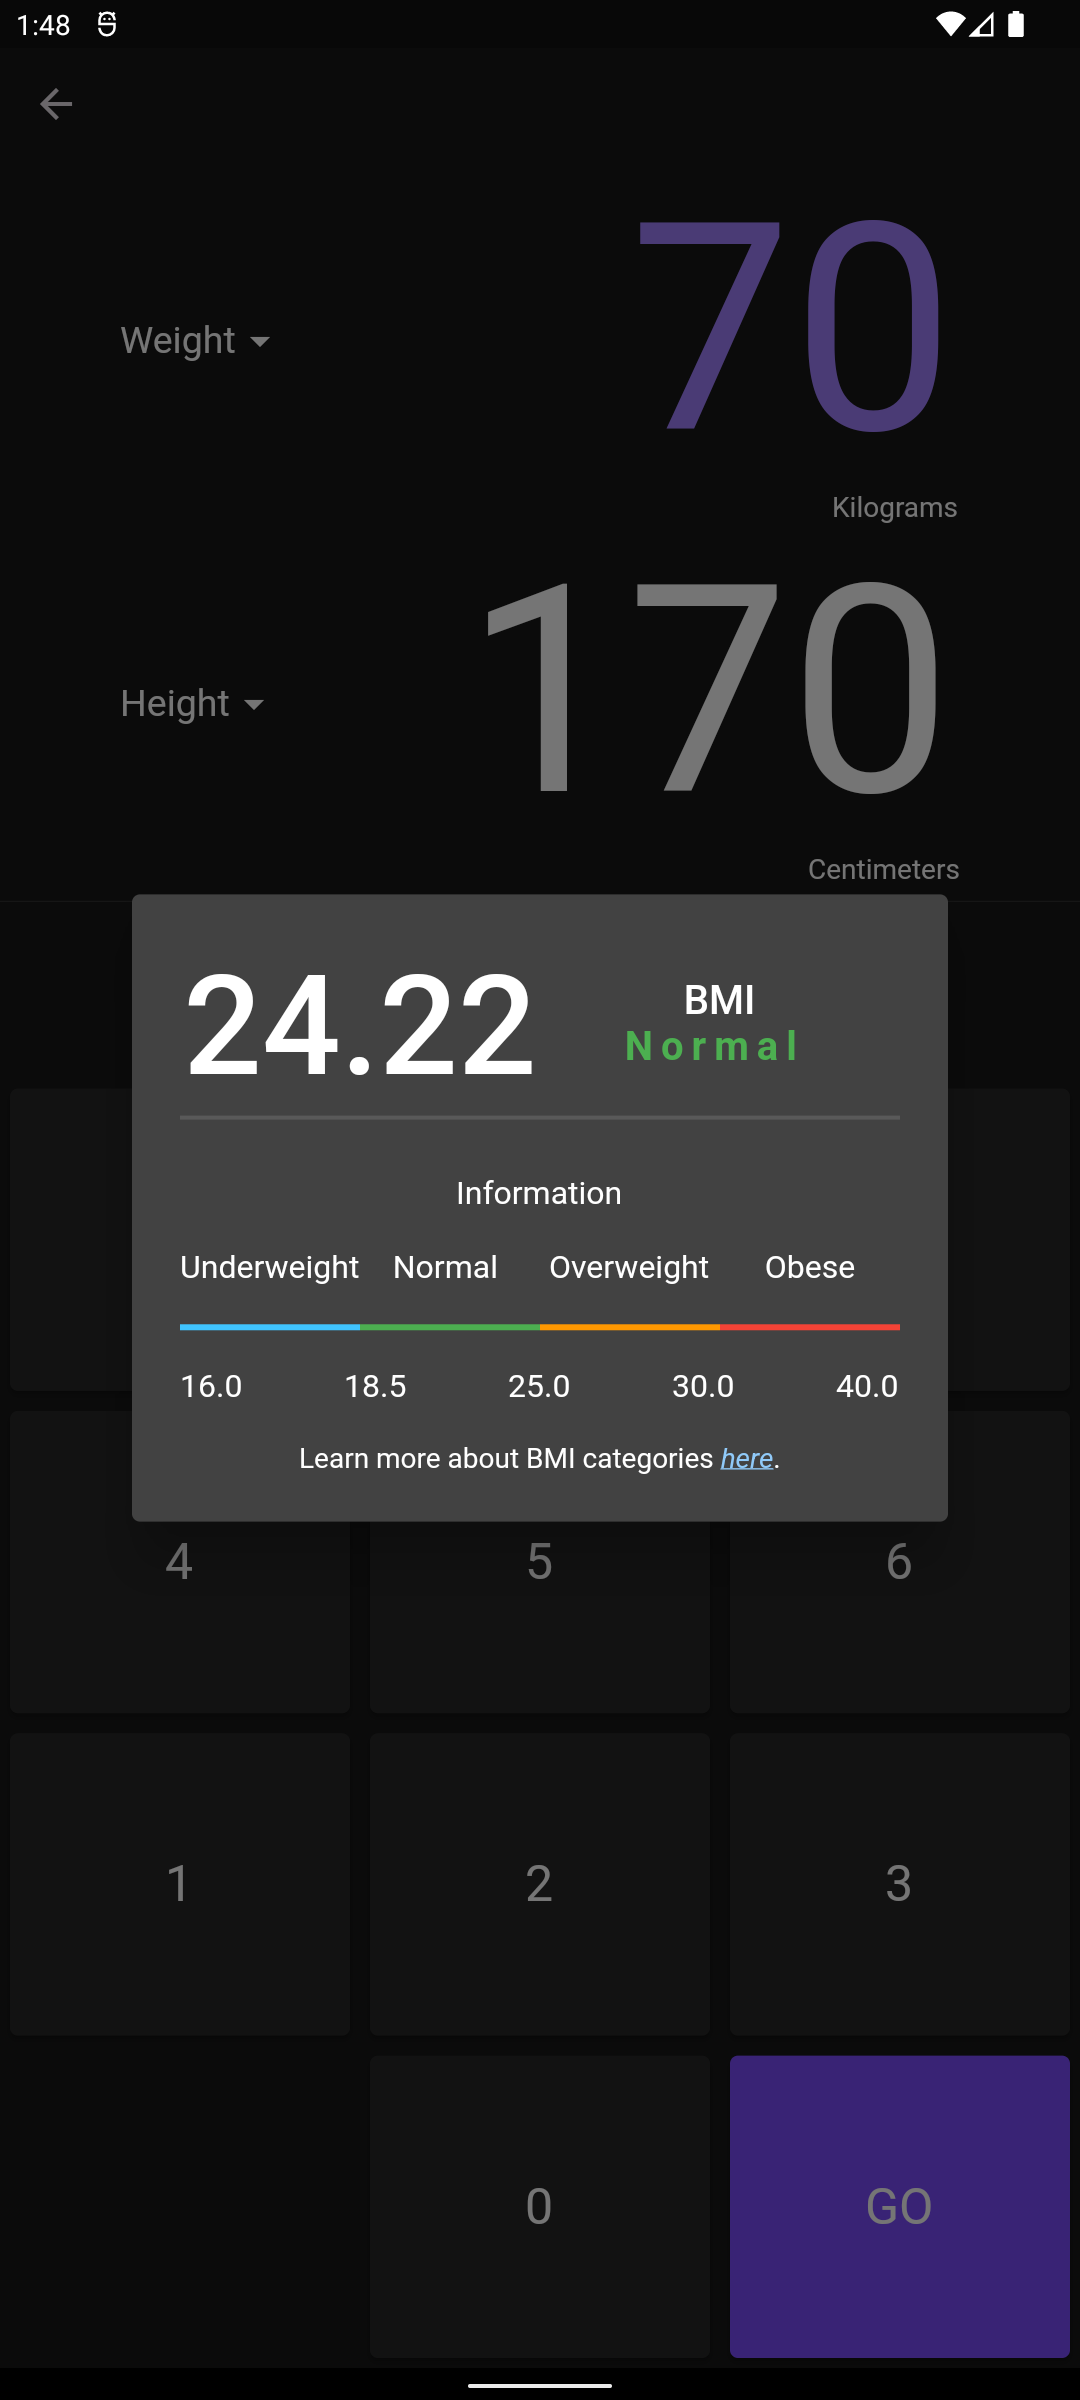 1:48
Weight
70
Kilograms
Height
170
Centimeters
24.22
BMI
Normal
Information
Underweight Normal Overweight Obese
16.0 18.5 25.0 30.0 40.0
Learn more about BMI categories here.
4 5 6
1 2 3
0 GO